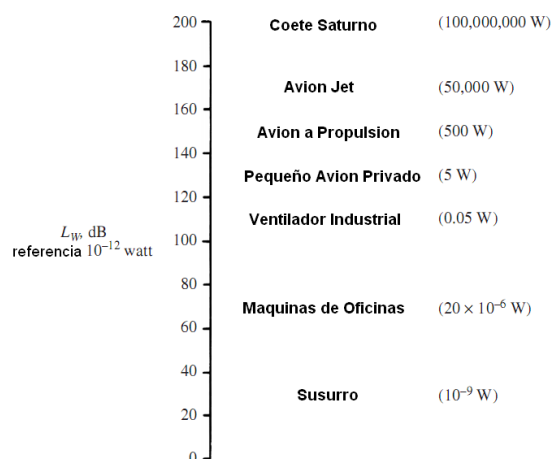 200 Coete Saturno (100,000,000 W)
180
Avion Jet (50,000 W)
160
Avion a Propulsion (500 W)
140
Pequeño Avion Privado (5 W)
120
Ventilador Industrial (0.05 W)
L_W, dB
100
referencia 10⁻¹² watt
80
Maquinas de Oficinas (20 × 10⁻⁶ W)
60
40
Susurro (10⁻⁹ W)
20
0